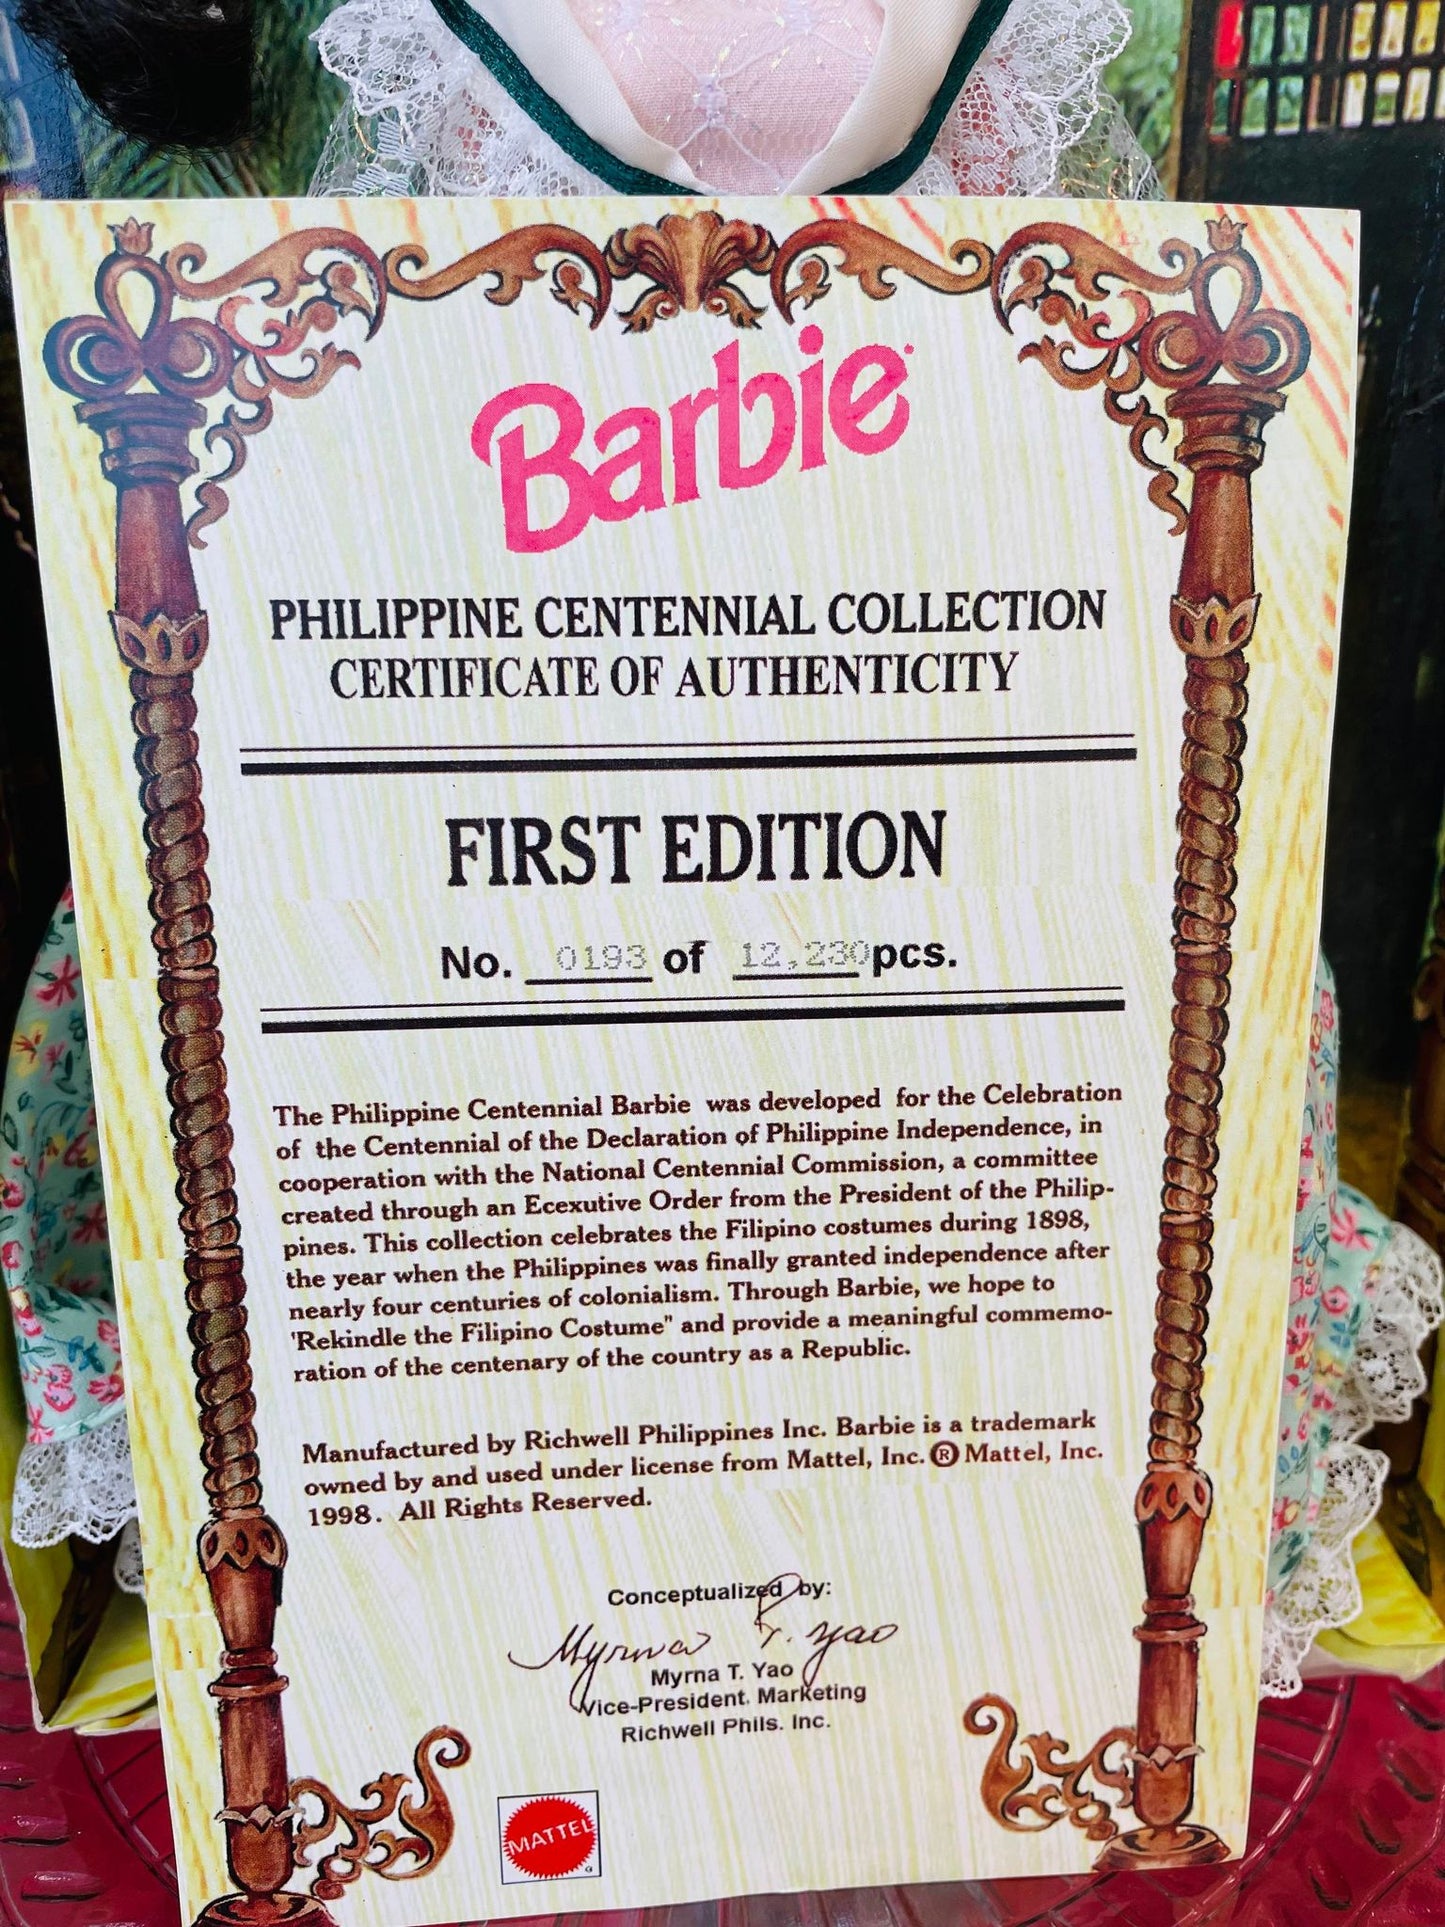 Barbie
PHILIPPINE CENTENNIAL COLLECTION
CERTIFICATE OF AUTHENTICITY
FIRST EDITION
No. 0193 of 12,230 pcs.
The Philippine Centennial Barbie was developed for the Celebration
of the Centennial of the Declaration of Philippine Independence, in
cooperation with the National Centennial Commission, a committee
created through an Ecexutive Order from the President of the Philip-
pines. This collection celebrates the Filipino costumes during 1898,
the year when the Philippines was finally granted independence after
nearly four centuries of colonialism. Through Barbie, we hope to
'Rekindle the Filipino Costume" and provide a meaningful commemo-
ration of the centenary of the country as a Republic.
Manufactured by Richwell Philippines Inc. Barbie is a trademark
owned by and used under license from Mattel, Inc. ® Mattel, Inc.
1998. All Rights Reserved.
Conceptualized by:
Myrna T. Yao
Myrna T. Yao
Vice-President. Marketing
Richwell Phils. Inc.
MATTEL